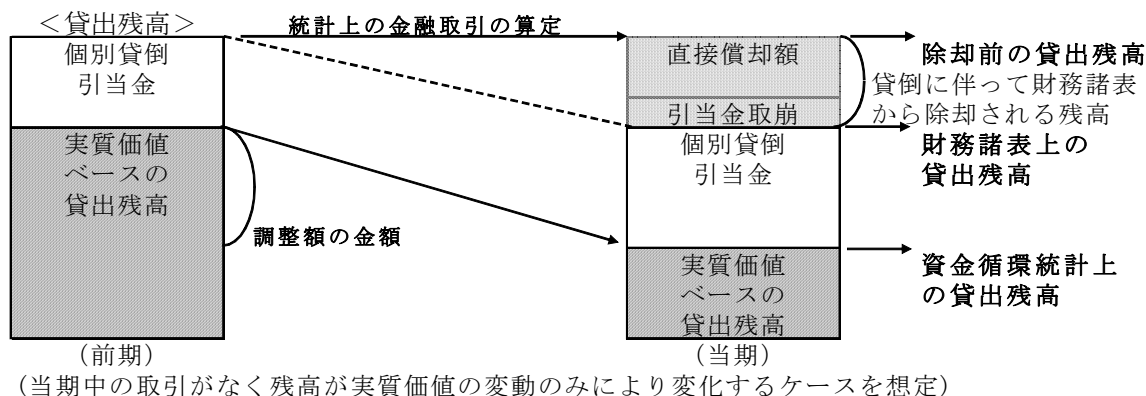 ＜貸出残高＞
統計上の金融取引の算定
個別貸倒
引当金
実質価値
ベースの
貸出残高
調整額の金額
直接償却額
引当金取崩
個別貸倒
引当金
実質価値
ベースの
貸出残高
除却前の貸出残高
貸倒に伴って財務諸表
から除却される残高
財務諸表上の
貸出残高
資金循環統計上
の貸出残高
（前期）
（当期）
（当期中の取引がなく残高が実質価値の変動のみにより変化するケースを想定）